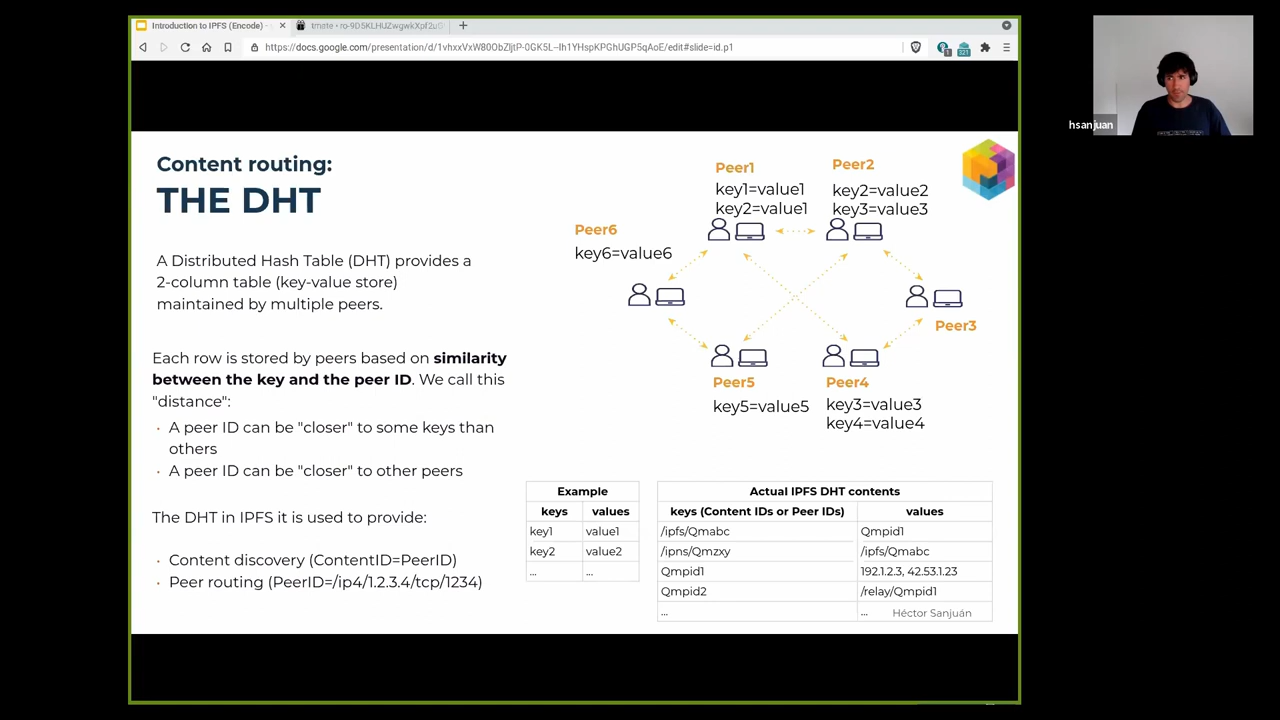 Introduction to IPFS (Encode) -
https://docs.google.com/presentation/d/1vhxxVxW80ObZljtP-0GK5L--Ih1YHspKPGhUGP5qAoE/edit#slide=id.p1
1
321
hsanjuan
Content routing:
THE DHT
A Distributed Hash Table (DHT) provides a
2-column table (key-value store)
maintained by multiple peers.
Each row is stored by peers based on similarity
between the key and the peer ID. We call this
"distance":
· A peer ID can be "closer" to some keys than
others
· A peer ID can be "closer" to other peers
The DHT in IPFS it is used to provide:
· Content discovery (ContentID=PeerID)
· Peer routing (PeerID=/ip4/1.2.3.4/tcp/1234)
Peer1
key1=value1
key2=value1
Peer2
key2=value2
key3=value3
Peer6
key6=value6
Peer3
Peer5
key5=value5
Peer4
key3=value3
key4=value4
Example
keys values
key1 value1
key2 value2
... ...
Actual IPFS DHT contents
keys (Content IDs or Peer IDs) values
/ipfs/Qmabc Qmpid1
/ipns/Qmzxy /ipfs/Qmabc
Qmpid1 192.1.2.3, 42.53.1.23
Qmpid2 /relay/Qmpid1
... ...
Héctor Sanjuán